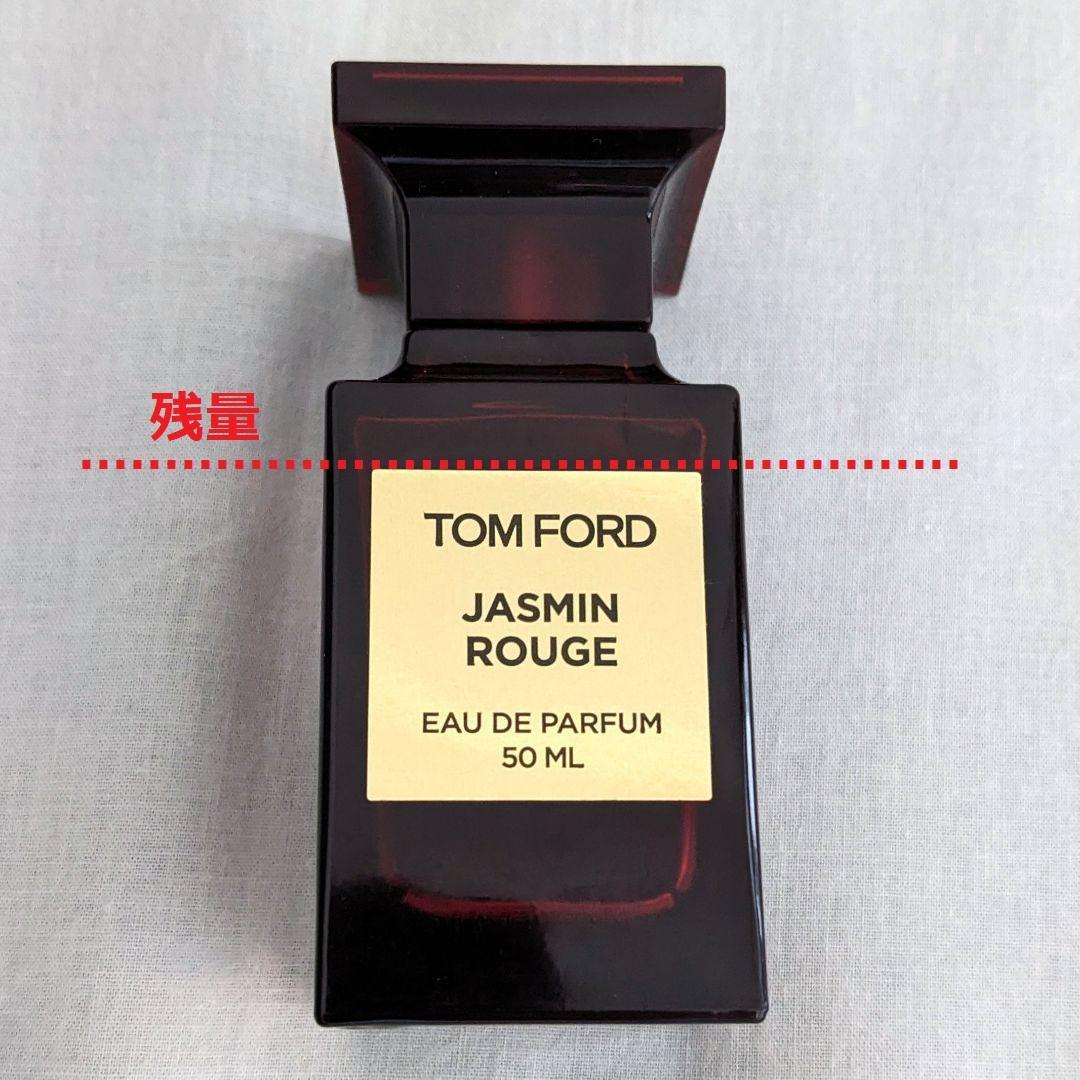 残量
TOM FORD
JASMIN
ROUGE
EAU DE PARFUM
50 ML